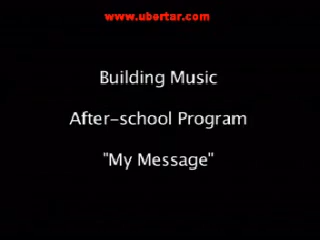 www.ubertar.com
Building Music
After-school Program
"My Message"